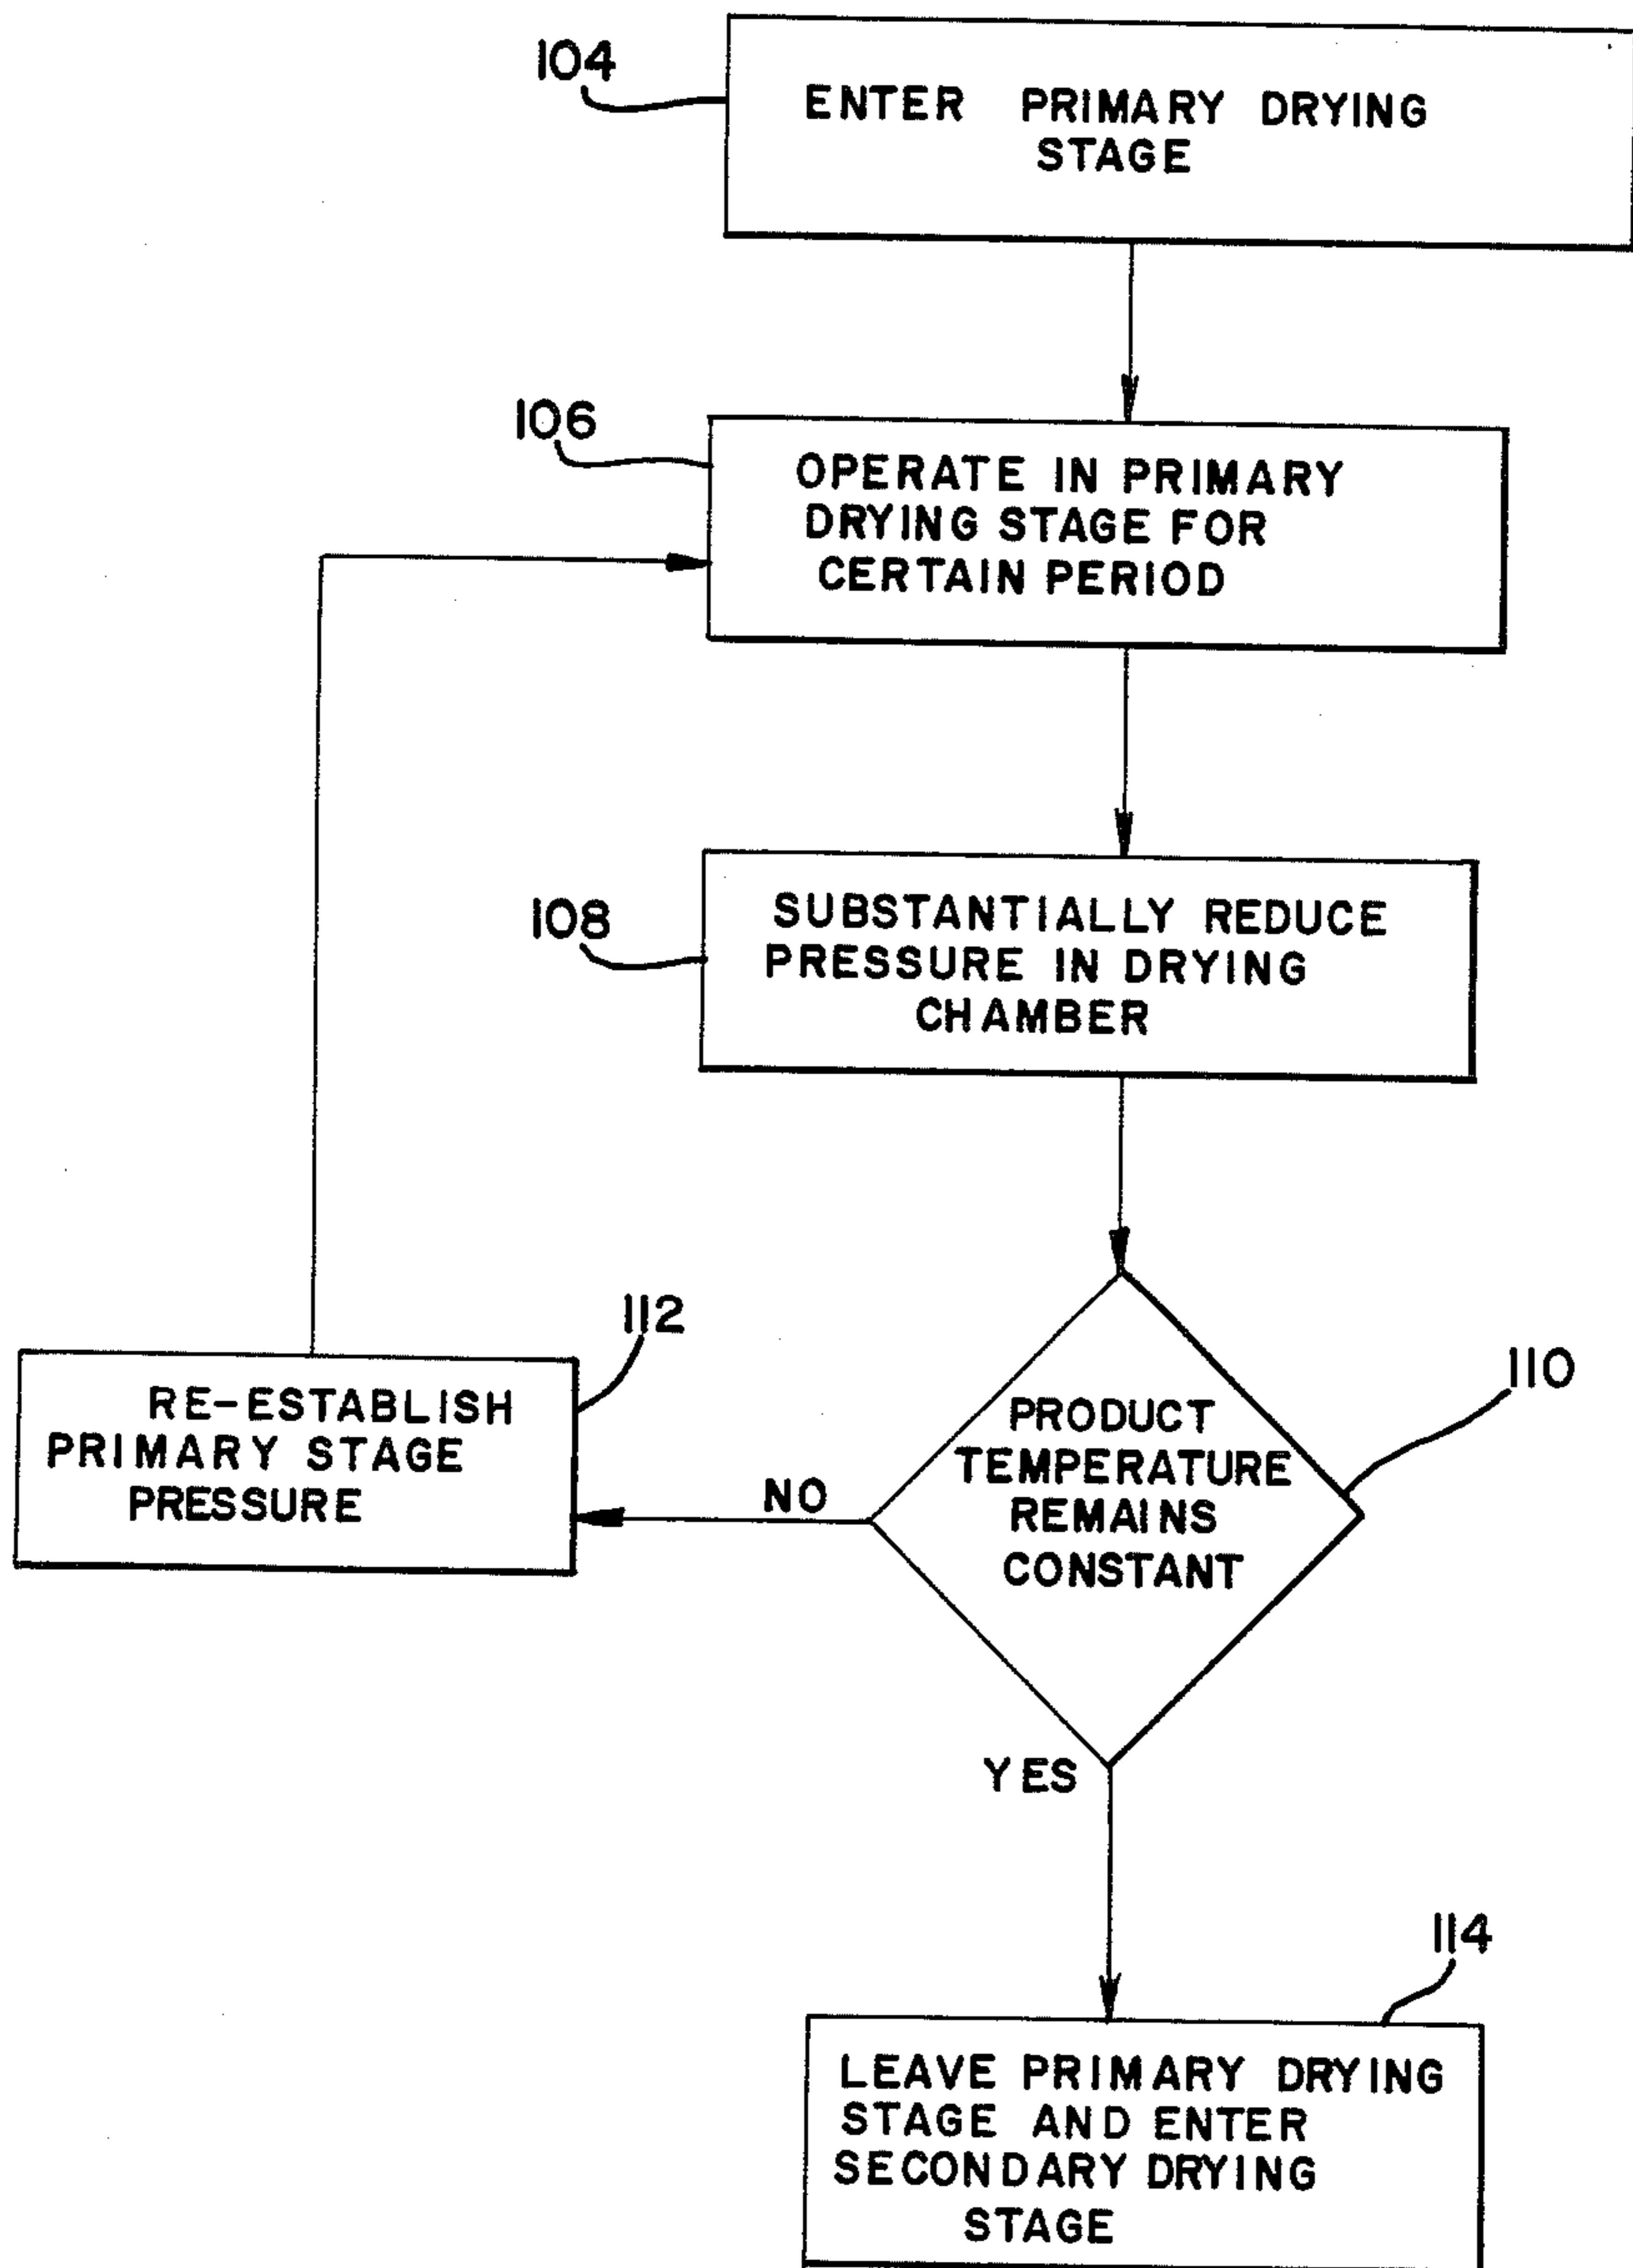 104
ENTER PRIMARY DRYING
STAGE
106
OPERATE IN PRIMARY
DRYING STAGE FOR
CERTAIN PERIOD
108
SUBSTANTIALLY REDUCE
PRESSURE IN DRYING
CHAMBER
110
PRODUCT
TEMPERATURE
REMAINS
CONSTANT
NO
112
RE-ESTABLISH
PRIMARY STAGE
PRESSURE
YES
114
LEAVE PRIMARY DRYING
STAGE AND ENTER
SECONDARY DRYING
STAGE